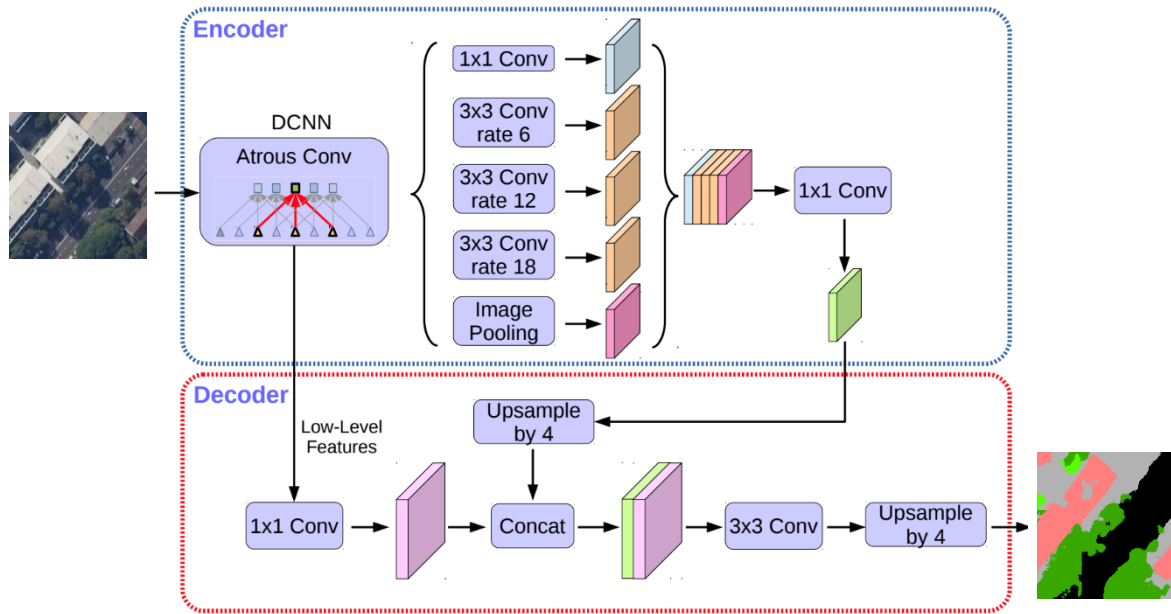 Encoder
DCNN
Atrous Conv
1x1 Conv
3x3 Conv
rate 6
3x3 Conv
rate 12
3x3 Conv
rate 18
Image
Pooling
1x1 Conv
Decoder
Low-Level
Features
Upsample
by 4
1x1 Conv
Concat
3x3 Conv
Upsample
by 4